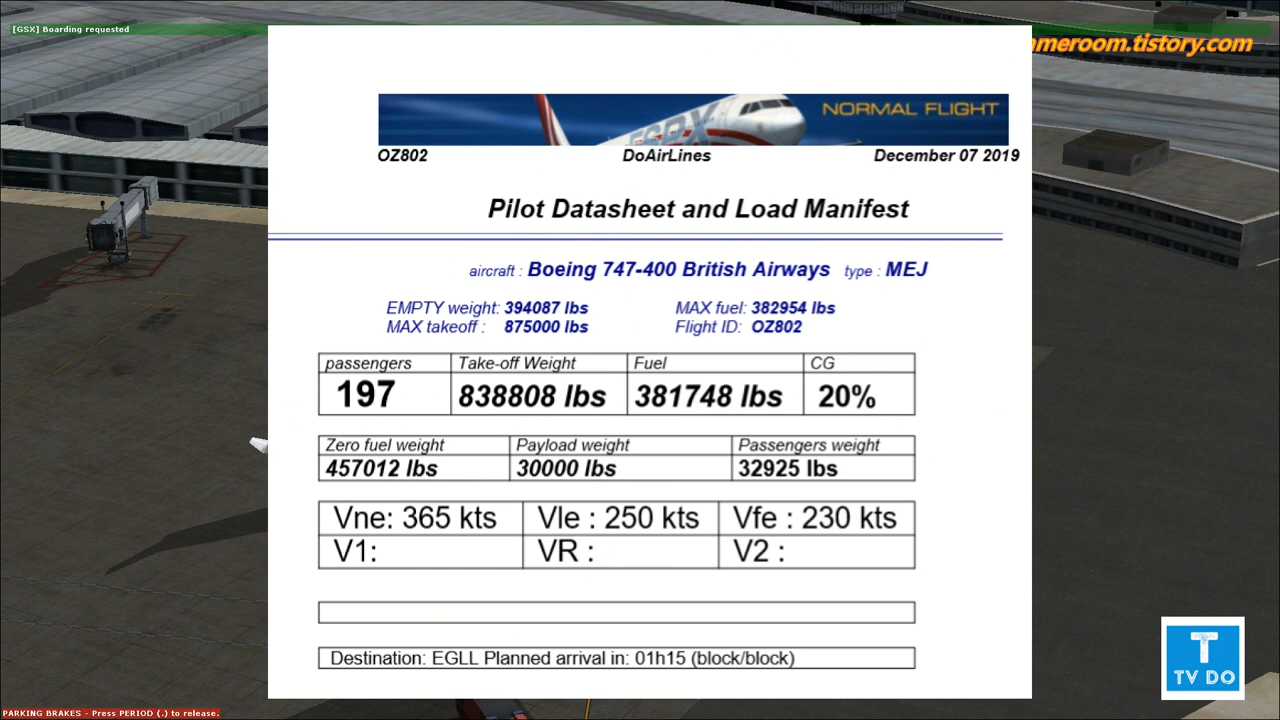 [GSX] Boarding requested
meroom.tistory.com
NORMAL FLIGHT
OZ802 DoAirLines December 07 2019
Pilot Datasheet and Load Manifest
aircraft : Boeing 747-400 British Airways type : MEJ
EMPTY weight: 394087 lbs MAX fuel: 382954 lbs
MAX takeoff : 875000 lbs Flight ID: OZ802
passengers Take-off Weight Fuel CG
197 838808 lbs 381748 lbs 20%
Zero fuel weight Payload weight Passengers weight
457012 lbs 30000 lbs 32925 lbs
Vne: 365 kts Vle : 250 kts Vfe : 230 kts
V1: VR : V2 :
Destination: EGLL Planned arrival in: 01h15 (block/block)
T
TV DO
PARKING BRAKES - Press PERIOD (.) to release.